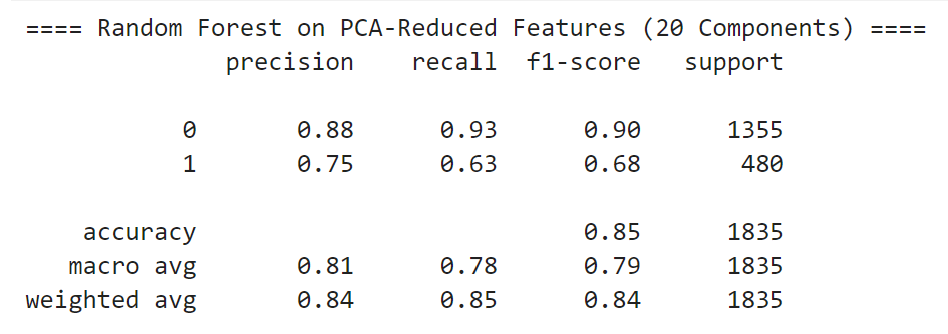 ==== Random Forest on PCA-Reduced Features (20 Components) ====
              precision    recall  f1-score   support

           0       0.88      0.93      0.90      1355
           1       0.75      0.63      0.68       480

    accuracy                           0.85      1835
   macro avg       0.81      0.78      0.79      1835
weighted avg       0.84      0.85      0.84      1835